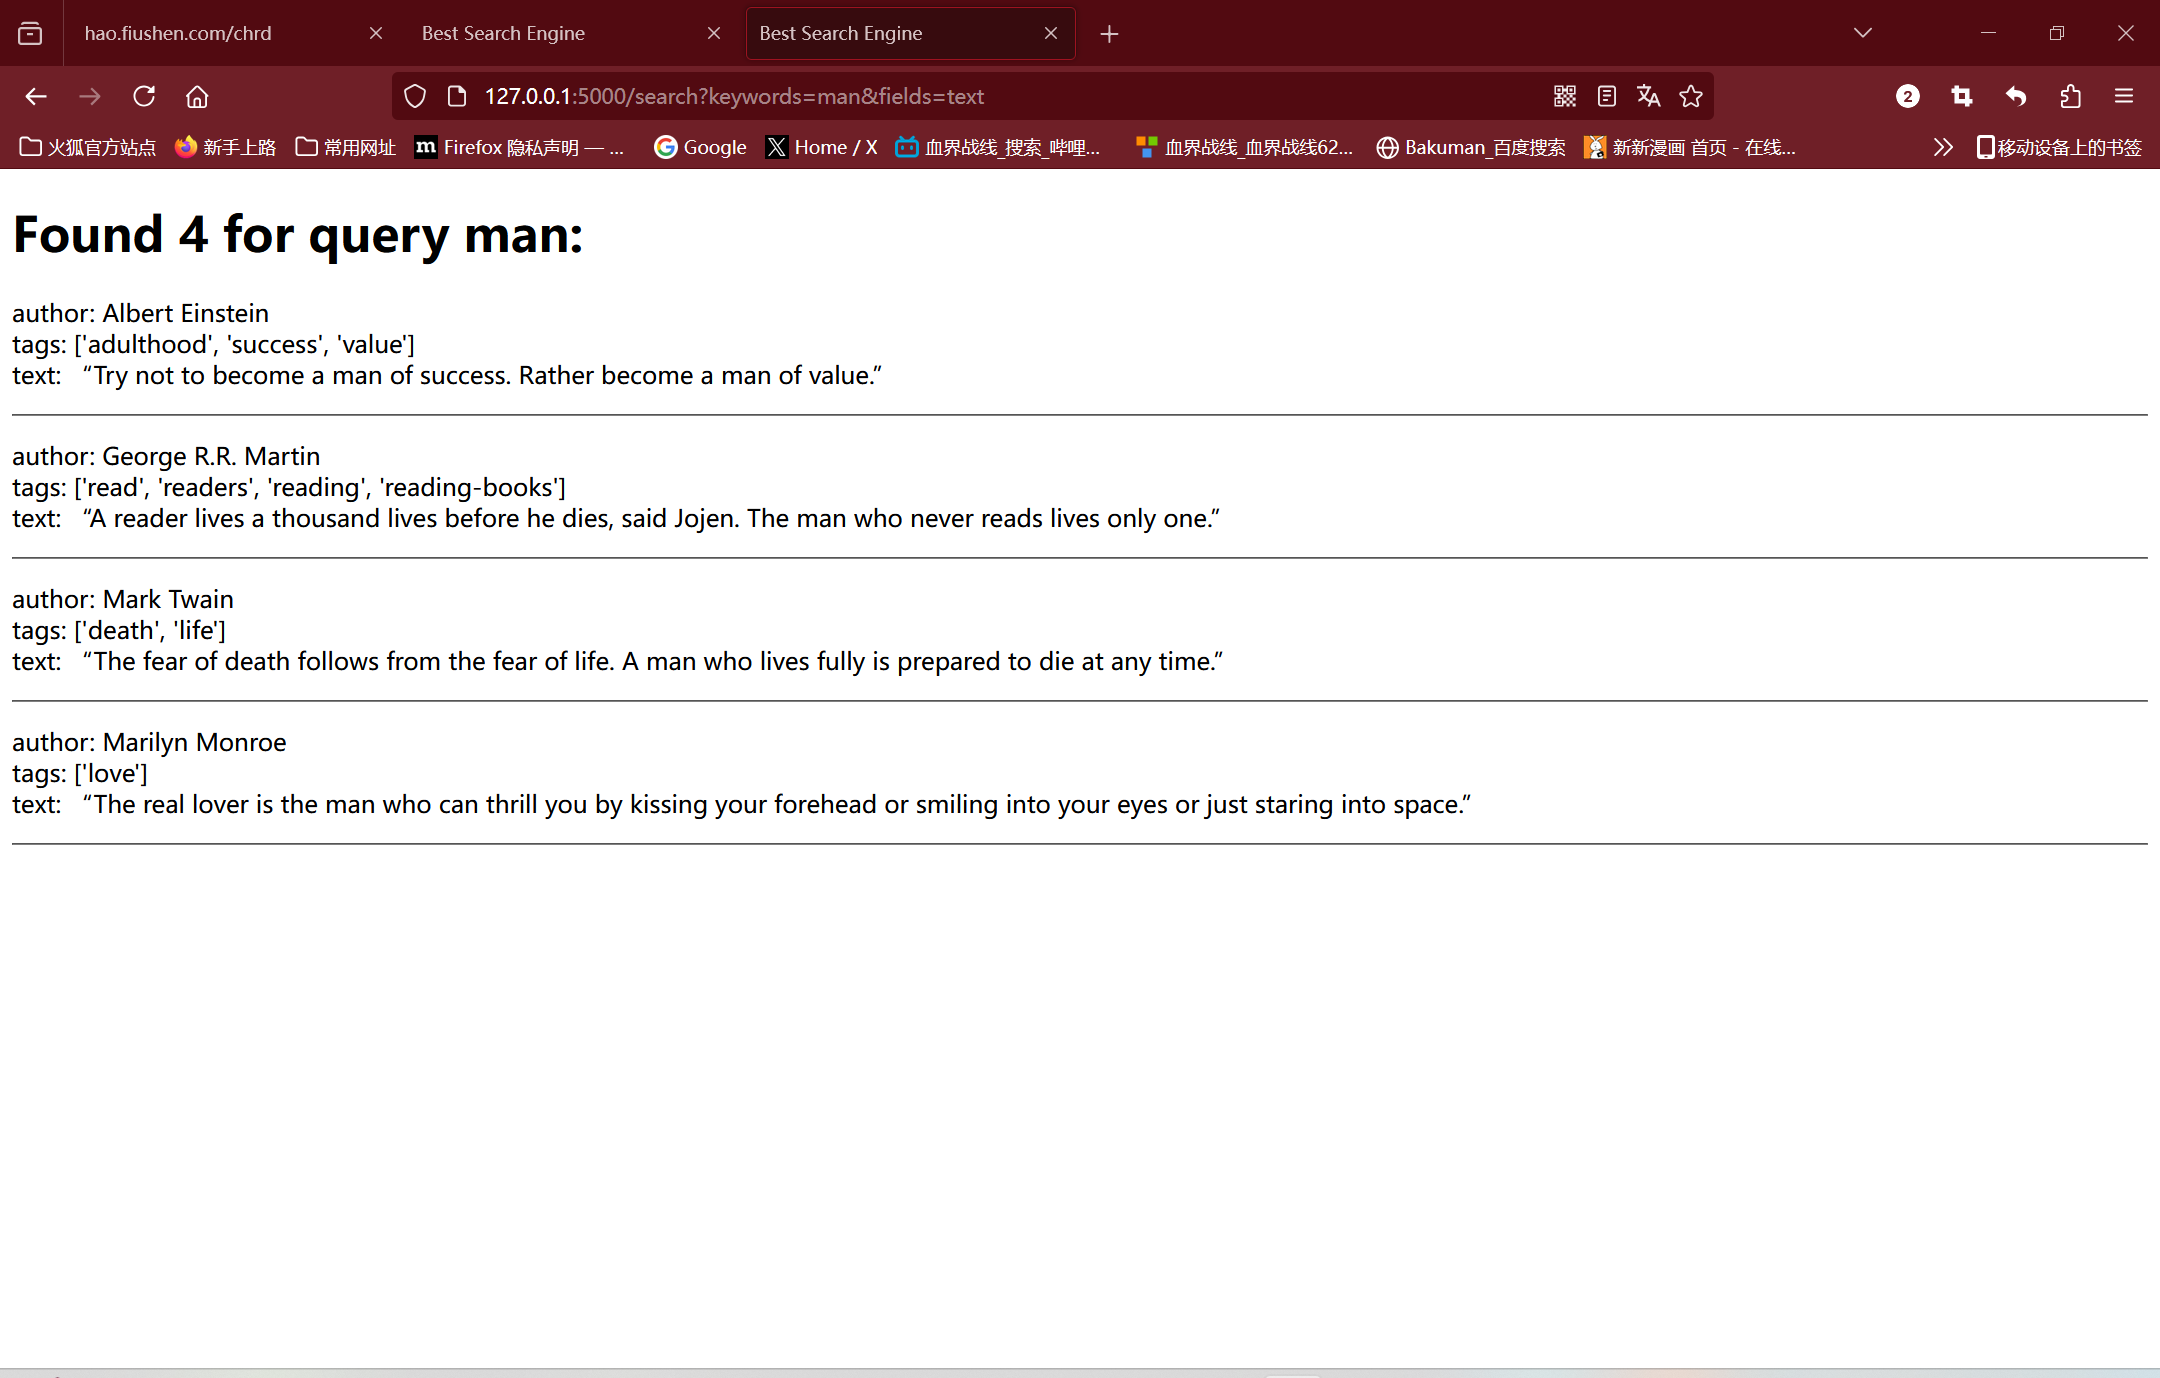 hao.fiushen.com/chrd
Best Search Engine
Best Search Engine
127.0.0.1:5000/search?keywords=man&fields=text
2
火狐官方站点
新手上路
常用网址
m Firefox 隐私声明 — ...
Google
Home / X
血界战线_搜索_哔哩...
血界战线_血界战线62...
Bakuman_百度搜索
新新漫画 首页 - 在线...
移动设备上的书签
Found 4 for query man:
author: Albert Einstein
tags: ['adulthood', 'success', 'value']
text: “Try not to become a man of success. Rather become a man of value.”
author: George R.R. Martin
tags: ['read', 'readers', 'reading', 'reading-books']
text: “A reader lives a thousand lives before he dies, said Jojen. The man who never reads lives only one.”
author: Mark Twain
tags: ['death', 'life']
text: “The fear of death follows from the fear of life. A man who lives fully is prepared to die at any time.”
author: Marilyn Monroe
tags: ['love']
text: “The real lover is the man who can thrill you by kissing your forehead or smiling into your eyes or just staring into space.”